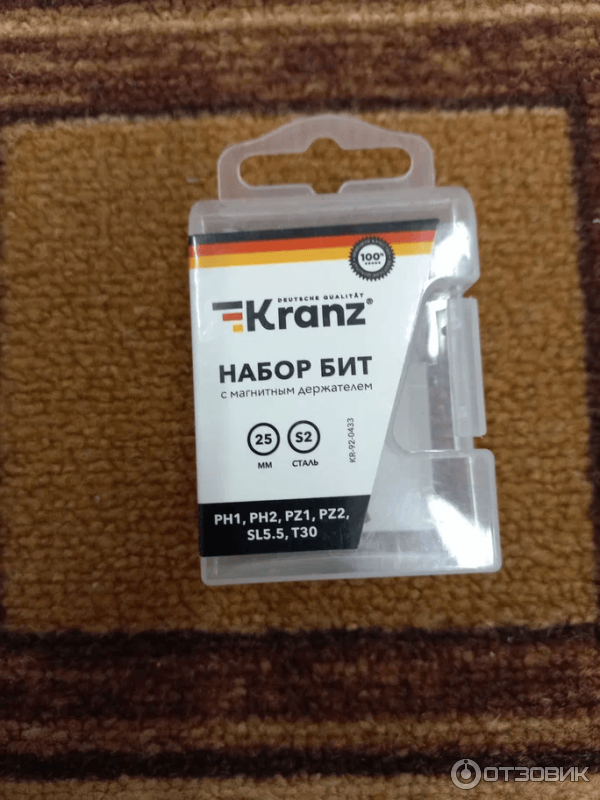 100%
DEUTSCHE QUALITÄT
Kranz®
НАБОР БИТ
с магнитным держателем
25
мм
S2
сталь
KR-92-0433
PH1, PH2, PZ1, PZ2,
SL5.5, T30
ОТЗОВИК